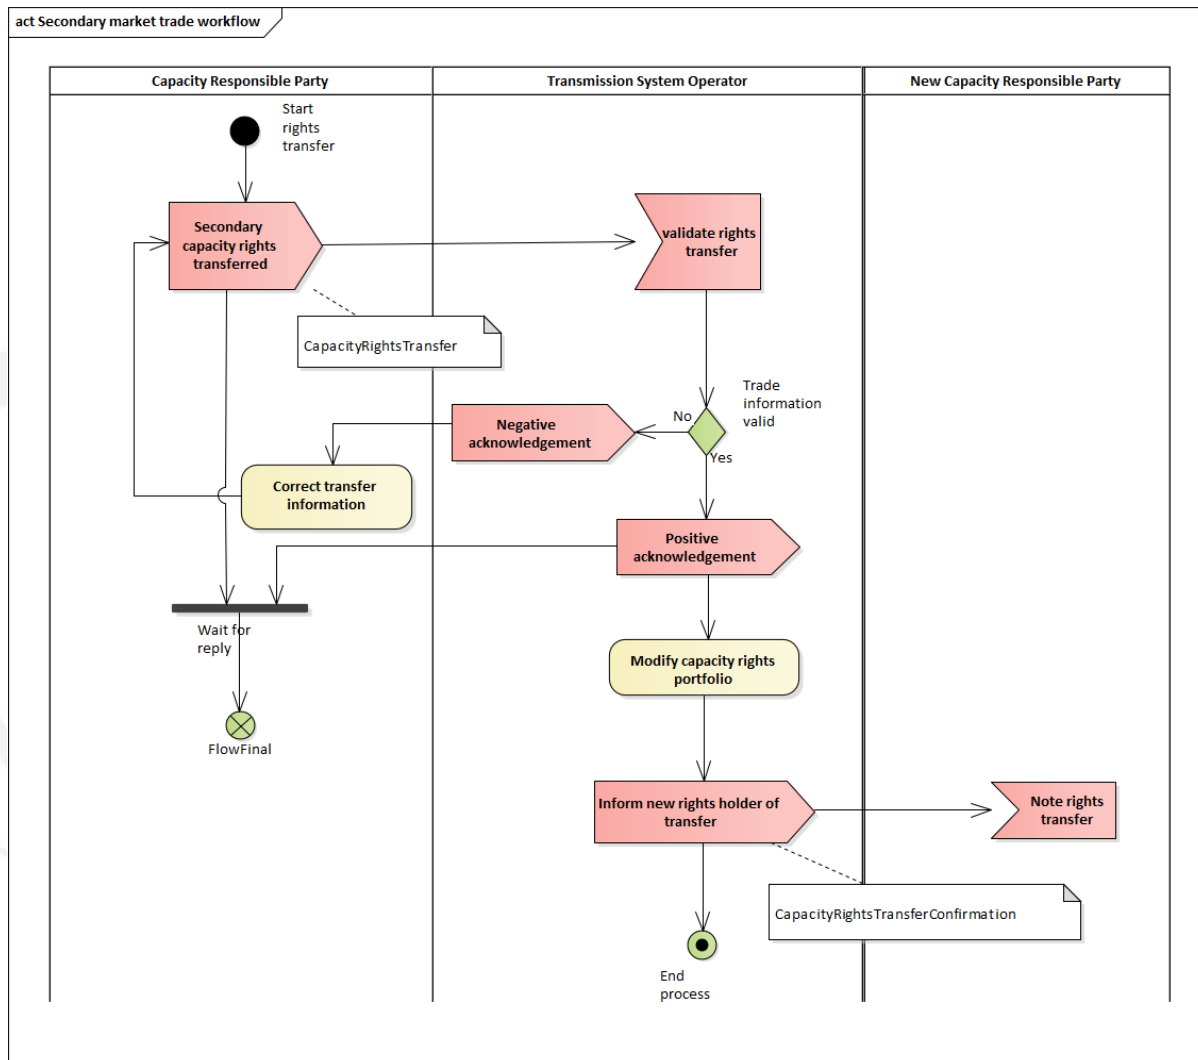 act Secondary market trade workflow
Capacity Responsible Party
Transmission System Operator
New Capacity Responsible Party
Start
rights
transfer
Secondary
capacity rights
transferred
validate rights
transfer
CapacityRightsTransfer
Trade
information
valid
No
Yes
Negative
acknowledgement
Correct transfer
information
Positive
acknowledgement
Wait for
reply
Modify capacity rights
portfolio
FlowFinal
Inform new rights holder of
transfer
Note rights
transfer
CapacityRightsTransferConfirmation
End
process